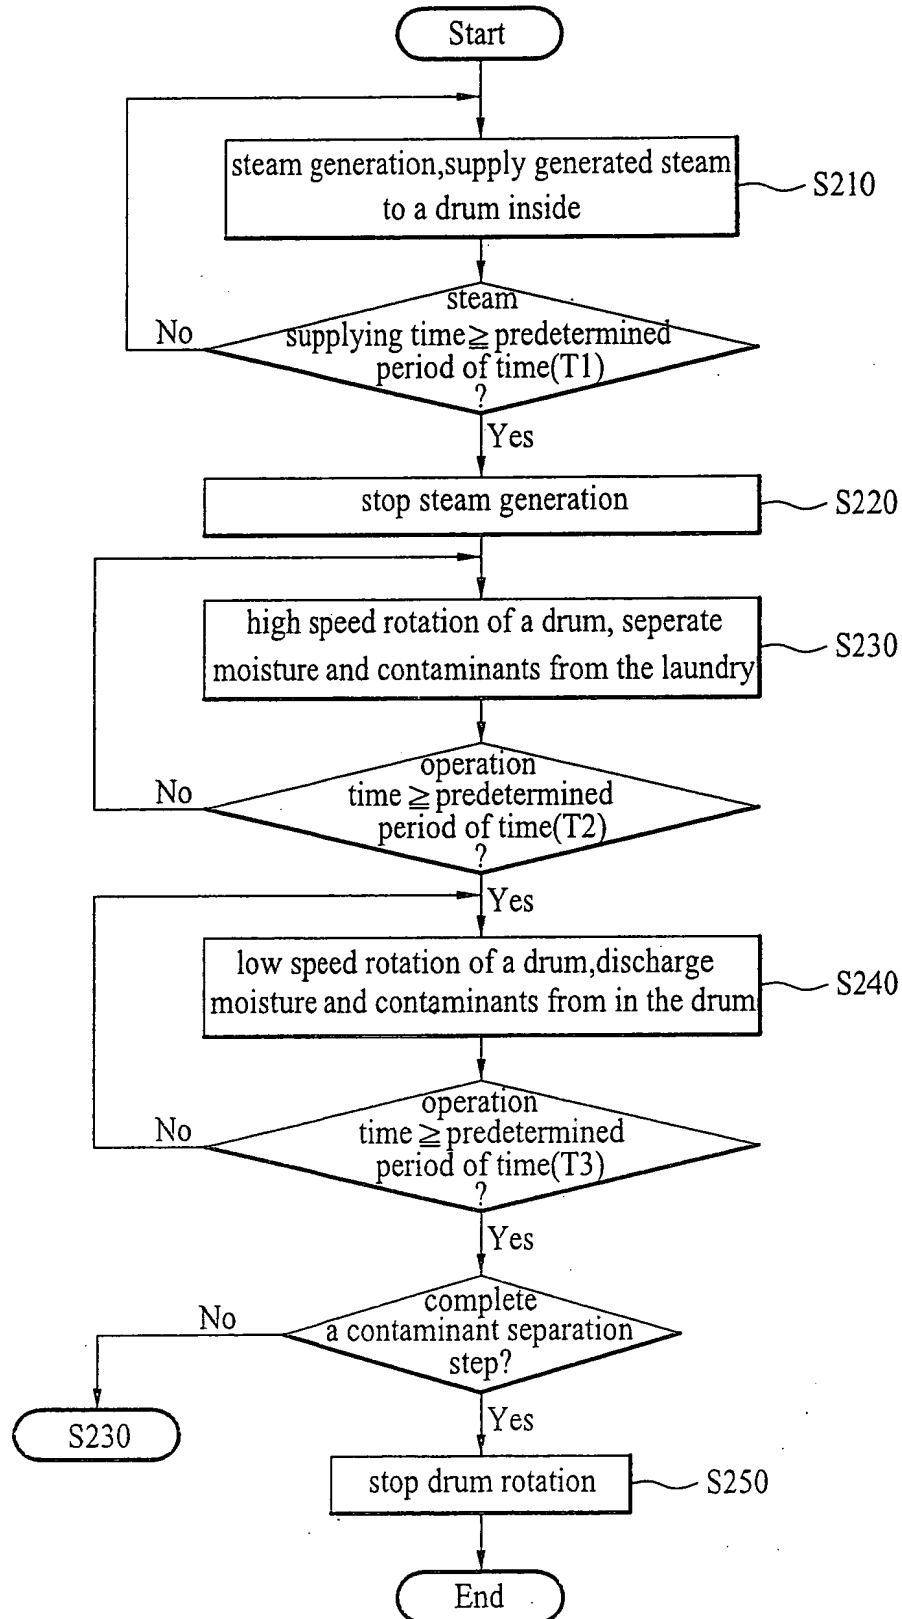 Start
steam generation,supply generated steam
to a drum inside
S210
steam
supplying time≧predetermined
period of time(T1)
?
No
Yes
stop steam generation
S220
high speed rotation of a drum, seperate
moisture and contaminants from the laundry
S230
operation
time ≧predetermined
period of time(T2)
?
No
Yes
low speed rotation of a drum,discharge
moisture and contaminants from in the drum
S240
operation
time≧predetermined
period of time(T3)
?
No
Yes
complete
a contaminant separation
step?
No
S230
Yes
stop drum rotation
S250
End